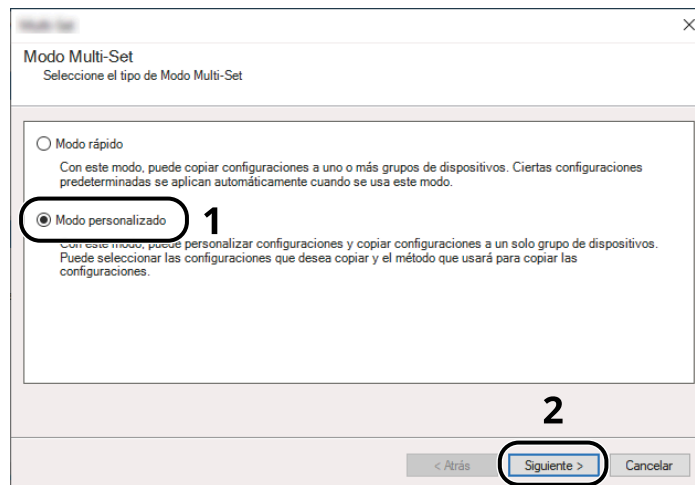 Modo Multi-Set
Seleccione el tipo de Modo Multi-Set
Modo rápido
Con este modo, puede copiar configuraciones a uno o más grupos de dispositivos. Ciertas configuraciones
predeterminadas se aplican automáticamente cuando se usa este modo.
Modo personalizado
1
Con este modo, puede personalizar configuraciones y copiar configuraciones a un solo grupo de dispositivos.
Puede seleccionar las configuraciones que desea copiar y el método que usará para copiar las
configuraciones.
2
< Atrás
Siguiente >
Cancelar